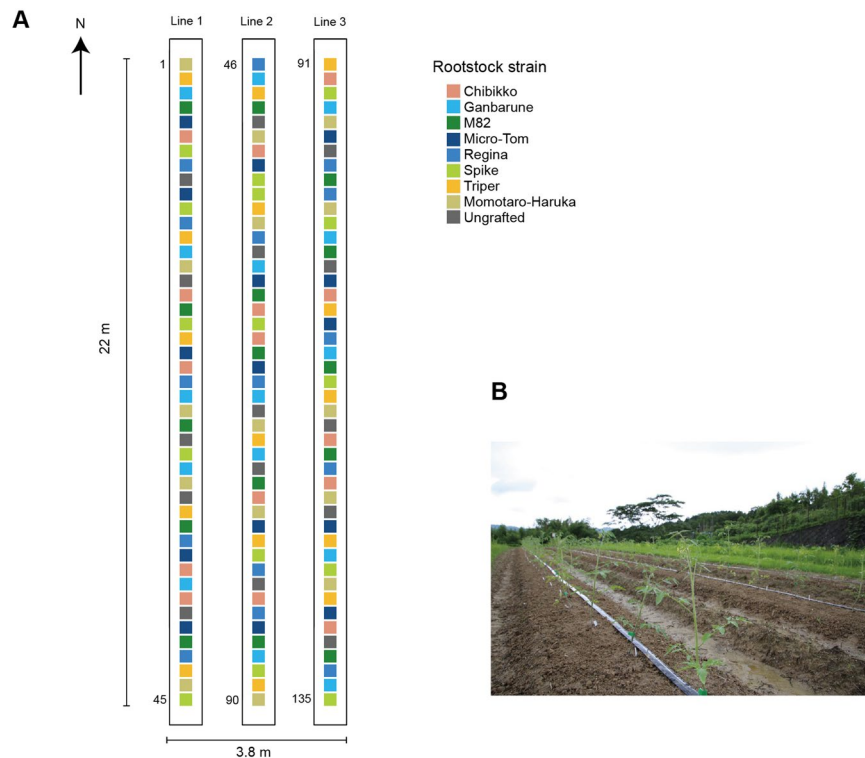 A
N
Line 1
Line 2
Line 3
1
46
91
22 m
45
90
135
3.8 m
Rootstock strain
Chibikko
Ganbarune
M82
Micro-Tom
Regina
Spike
Triper
Momotaro-Haruka
Ungrafted
B